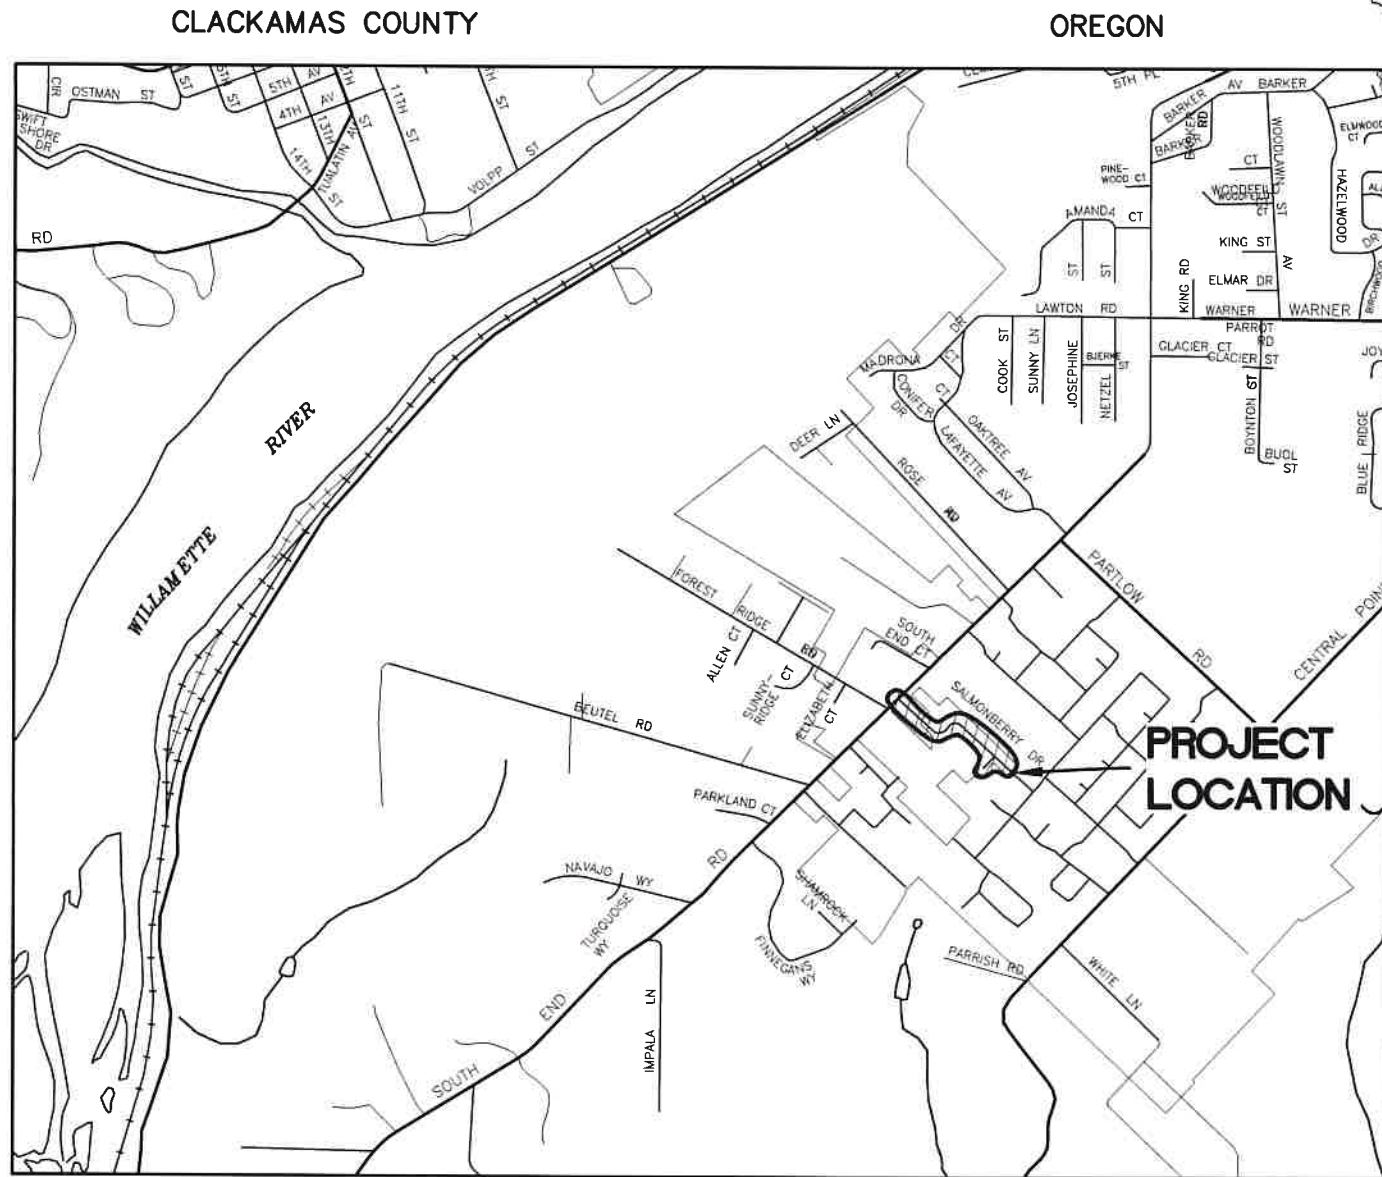 CLACKAMAS COUNTY
OREGON
CIR
OSTMAN ST
ST
5TH ST
5TH AV
4TH AV
13TH
14TH
ST
TUALATIN AV
ST
11TH ST
ST
VOLPP ST
SWIFT
SHORE
DR
RD
5TH PL
BARKER
AV BARKER
BARKER
BARKER
RD
WOODLAWN
ST
AV
ELMWOOD
CT
HAZELWOOD
DR
BIRCHWOOD
PINE-
WOOD CT
CT
WOODFEILD
WOODFEILD
CT
AMANDA CT
ST
ST
KING ST
ELMAR DR
KING RD
LAWTON RD
WARNER
WARNER
PARROT
RD
GLACIER CT
GLACIER ST
BOYNTON ST
BUOL
ST
BLUE RIDGE
COOK ST
SUNNY LN
JOSEPHINE
BJERKE
ST
NETZEL
DR
MADRONA
CT
CONIFER
DR
CT
OAKTREE AV
LAFAYETTE AV
DEER LN
ROSE
RD
RIVER
WILLAMETTE
FOREST
RIDGE
RD
ALLEN CT
SUNNY-
RIDGE
CT
ELIZABETH
CT
SOUTH
END CT
PARTLOW
RD
CENTRAL POIN
SALMONBERRY
DR
PROJECT
LOCATION
BEUTEL RD
PARKLAND CT
NAVAJO WY
TURQUOISE
WY
RD
END
SOUTH
SHAMROCK
LN
FINNEGANS
WY
PARRISH RD
WHITE LN
IMPALA LN